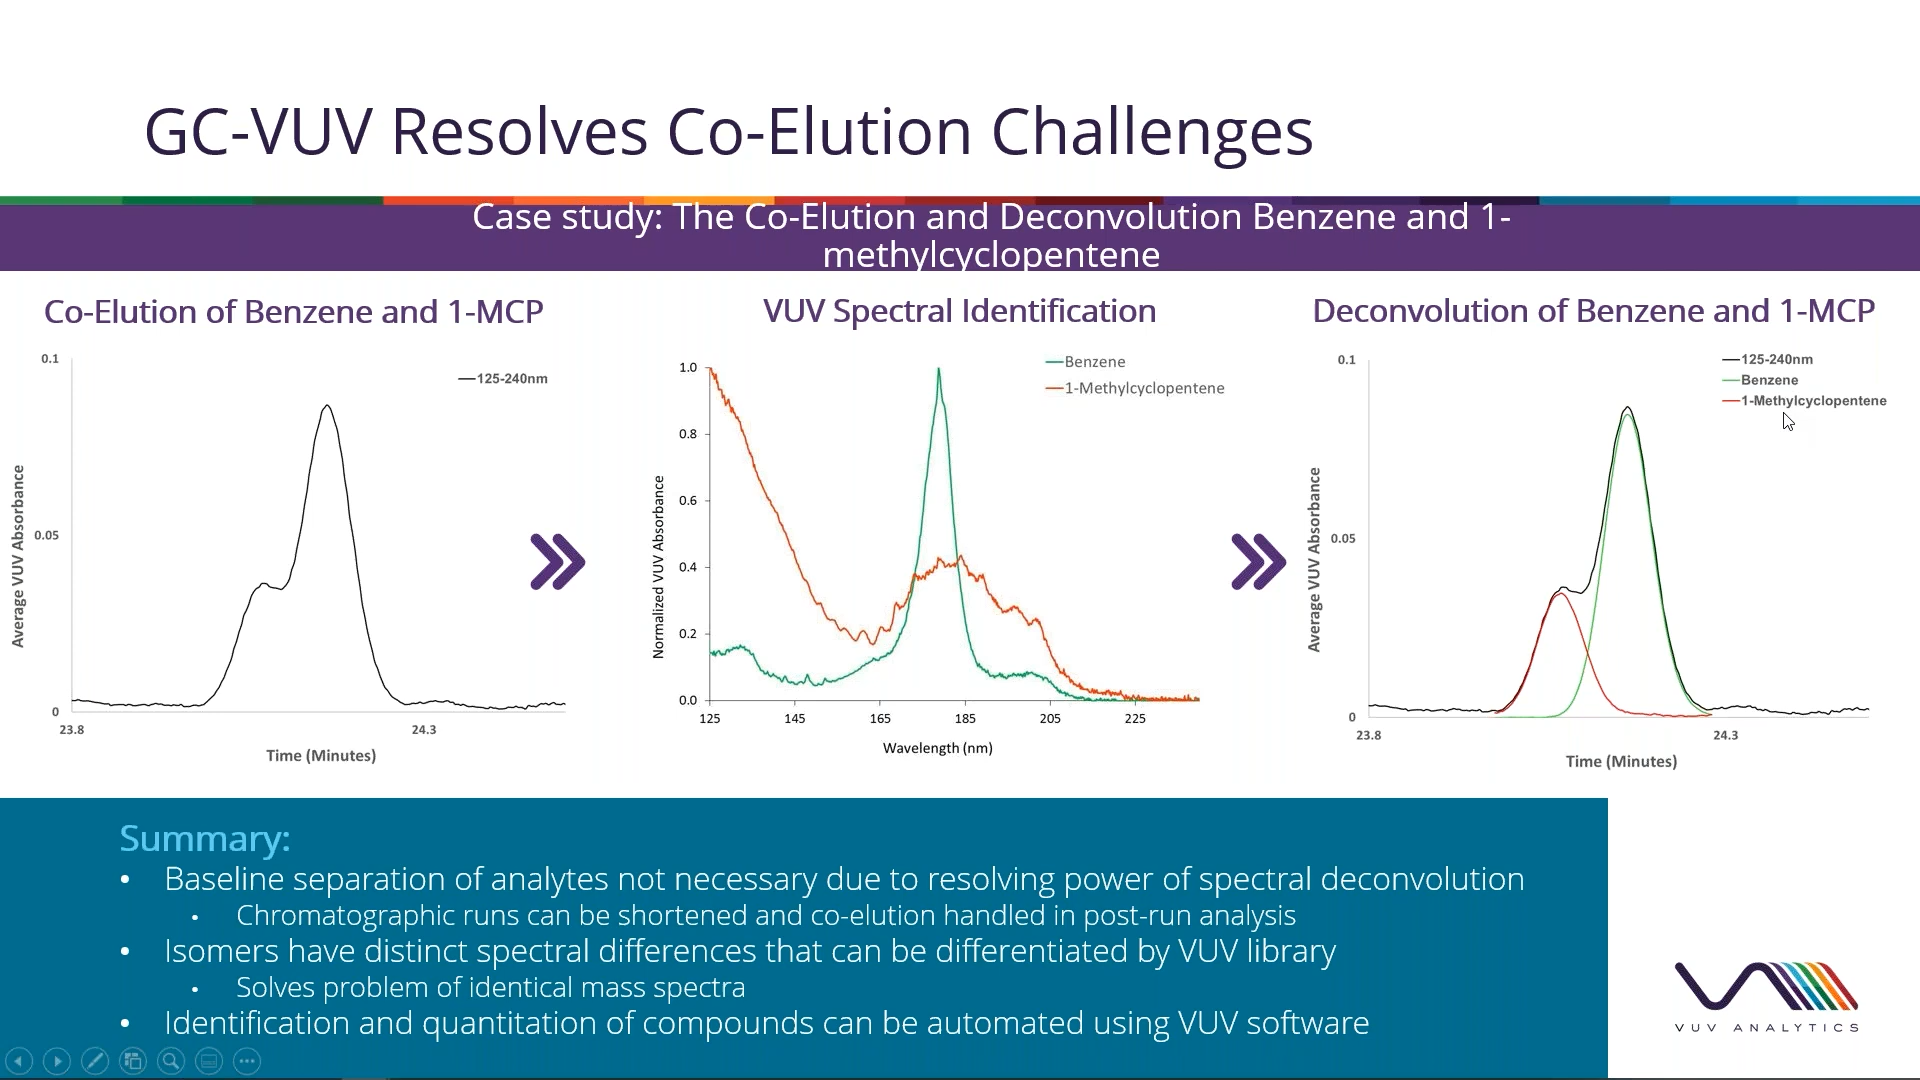 GC-VUV Resolves Co-Elution Challenges
Case study: The Co-Elution and Deconvolution Benzene and 1-
methylcyclopentene
Co-Elution of Benzene and 1-MCP
0.1
125-240nm
Average VUV Absorbance
0.05
0
23.8
24.3
Time (Minutes)
VUV Spectral Identification
Benzene
1-Methylcyclopentene
1.0
0.8
0.6
0.4
0.2
0.0
Normalized VUV Absorbance
125
145
165
185
205
225
Wavelength (nm)
Deconvolution of Benzene and 1-MCP
0.1
125-240nm
Benzene
1-Methylcyclopentene
Average VUV Absorbance
0.05
0
23.8
24.3
Time (Minutes)
Summary:
• Baseline separation of analytes not necessary due to resolving power of spectral deconvolution
• Chromatographic runs can be shortened and co-elution handled in post-run analysis
• Isomers have distinct spectral differences that can be differentiated by VUV library
• Solves problem of identical mass spectra
• Identification and quantitation of compounds can be automated using VUV software
VUV ANALYTICS